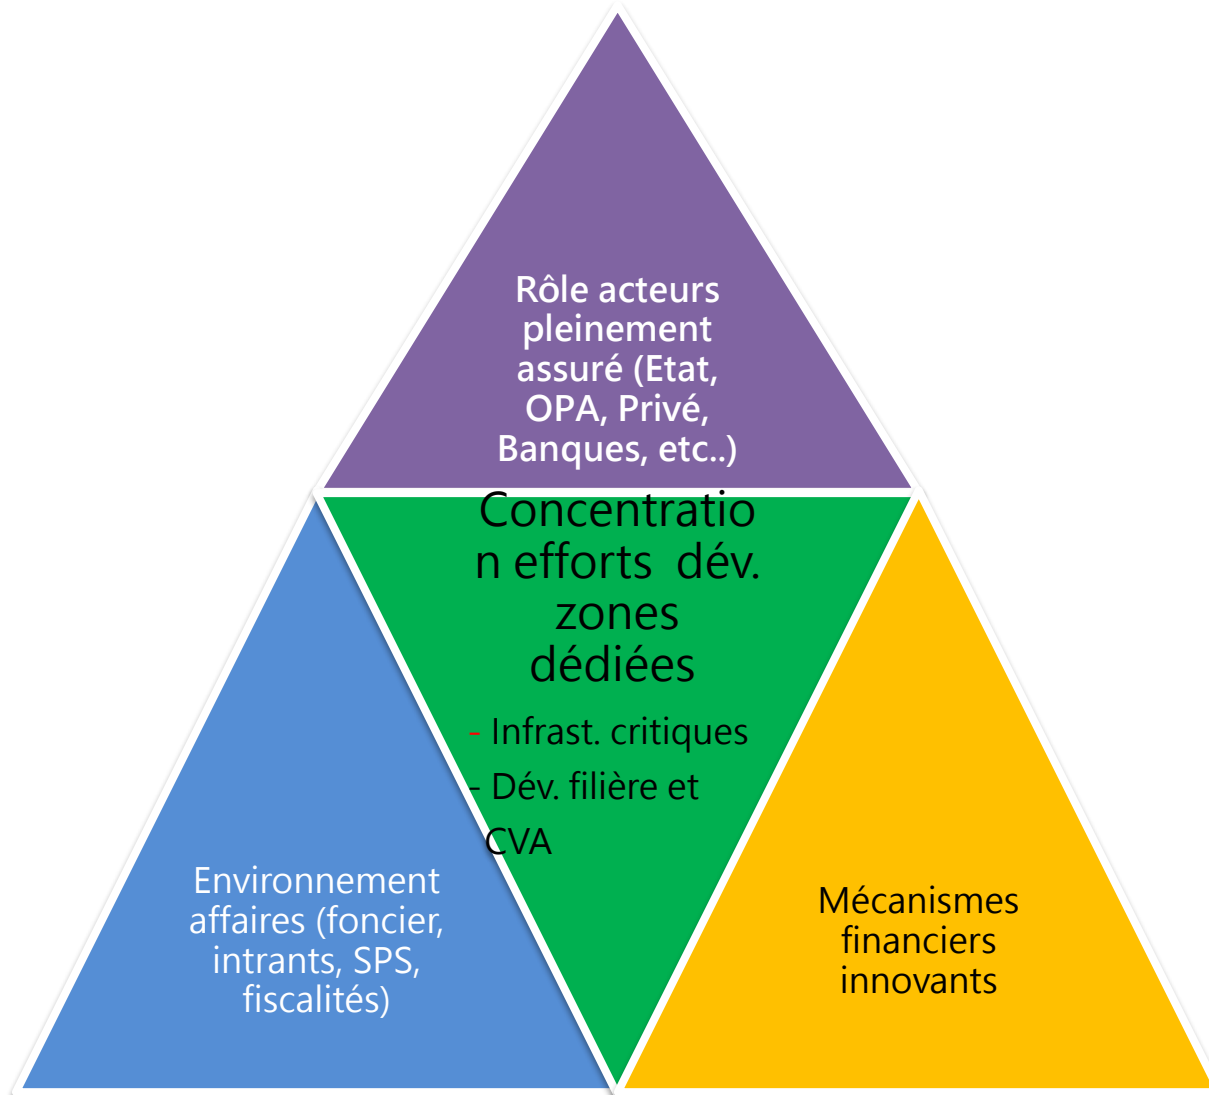 Rôle acteurs
pleinement
assuré (Etat,
OPA, Privé,
Banques, etc..)
Concentratio
n efforts  dév.
zones
dédiées
- Infrast. critiques
- Dév. filière et
CVA
Environnement
affaires (foncier,
intrants, SPS,
fiscalités)
Mécanismes
financiers
innovants